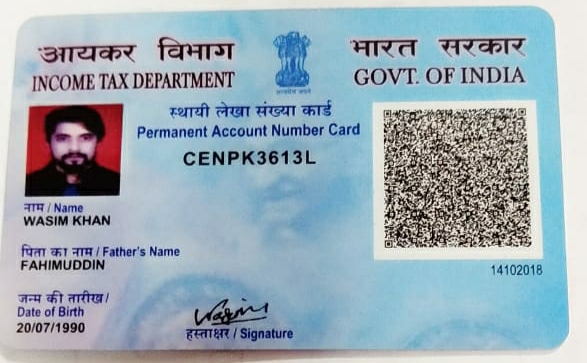 आयकर विभाग
INCOME TAX DEPARTMENT
भारत सरकार
GOVT. OF INDIA
सत्यमेव जयते
स्थायी लेखा संख्या कार्ड
Permanent Account Number Card
CENPK3613L
नाम / Name
WASIM KHAN
पिता का नाम / Father's Name
FAHIMUDDIN
जन्म की तारीख /
Date of Birth
20/07/1990
Wasim
हस्ताक्षर / Signature
14102018